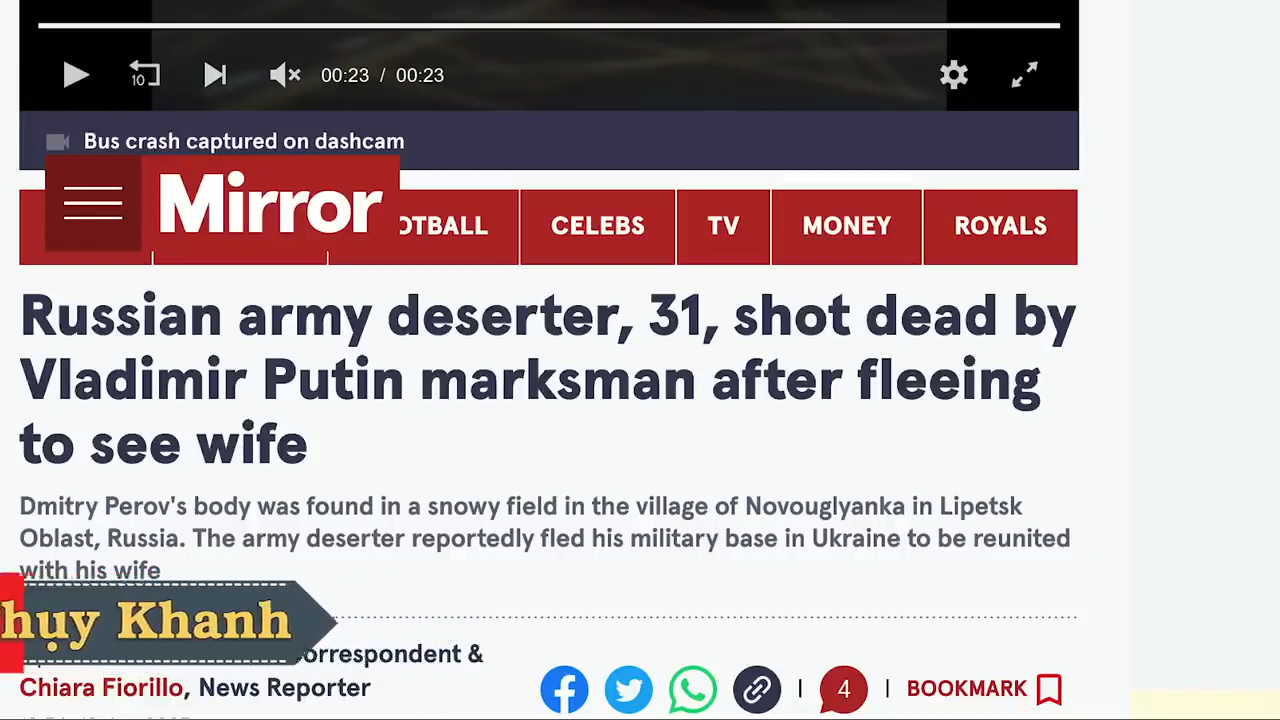 10
00:23 / 00:23
Bus crash captured on dashcam
Mirror
OTBALL CELEBS TV MONEY ROYALS
Russian army deserter, 31, shot dead by
Vladimir Putin marksman after fleeing
to see wife
Dmitry Perov's body was found in a snowy field in the village of Novouglyanka in Lipetsk
Oblast, Russia. The army deserter reportedly fled his military base in Ukraine to be reunited
with his wife
hụy Khanh
orrespondent &
Chiara Fiorillo, News Reporter
4 BOOKMARK